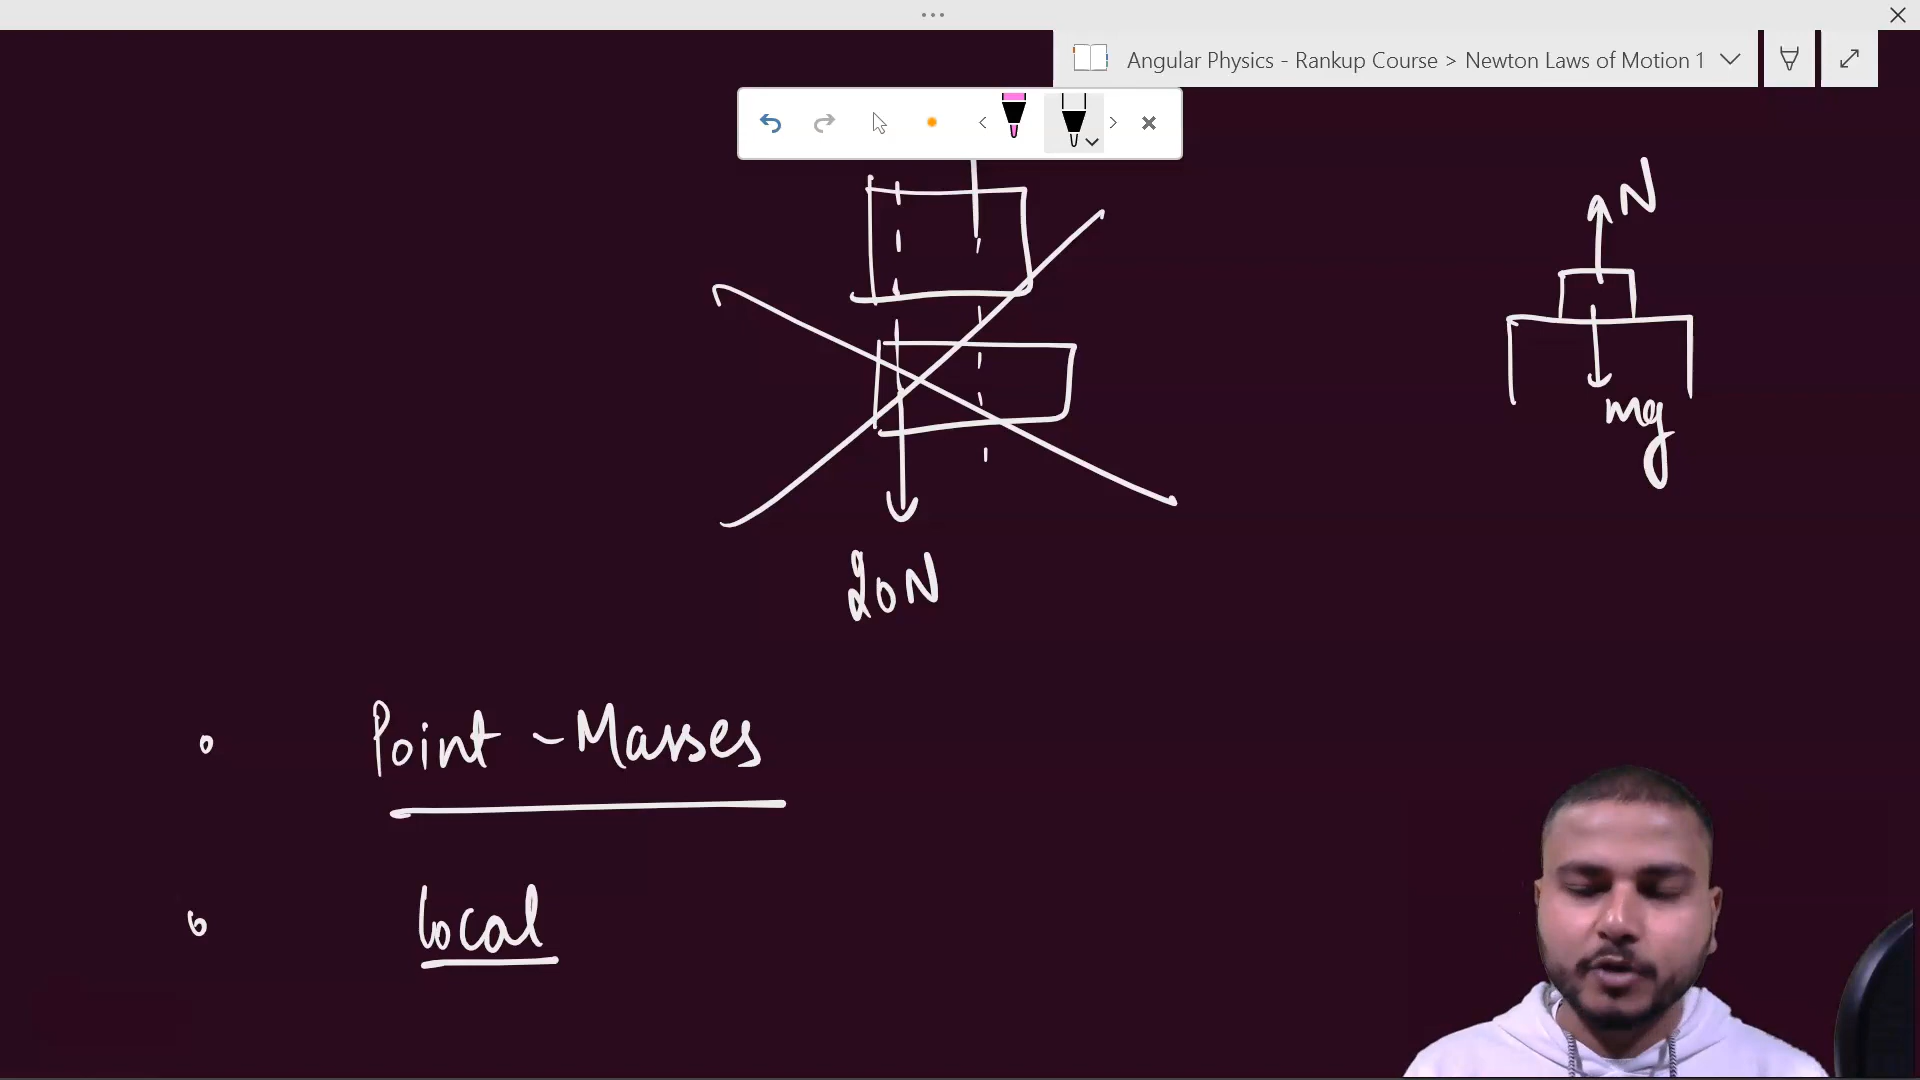 Angular Physics - Rankup Course > Newton Laws of Motion 1
N
mg
20N
Point - Masses
local